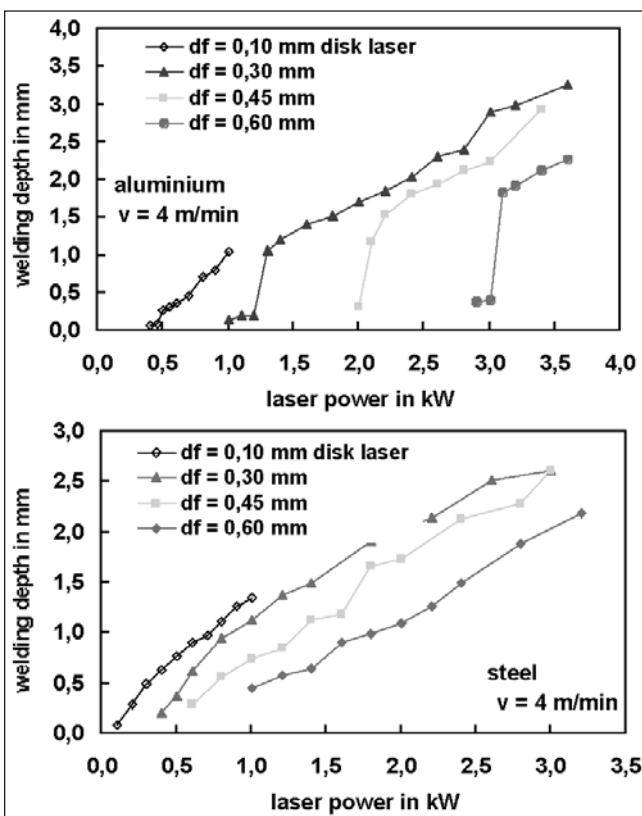 4,0
3,5
3,0
2,5
2,0
1,5
1,0
0,5
0,0
welding depth in mm
df = 0,10 mm disk laser
df = 0,30 mm
df = 0,45 mm
df = 0,60 mm
aluminium
v = 4 m/min
0,0 0,5 1,0 1,5 2,0 2,5 3,0 3,5 4,0
laser power in kW
3,0
2,5
2,0
1,5
1,0
0,5
0,0
welding depth in mm
df = 0,10 mm disk laser
df = 0,30 mm
df = 0,45 mm
df = 0,60 mm
steel
v = 4 m/min
0,0 0,5 1,0 1,5 2,0 2,5 3,0 3,5
laser power in kW